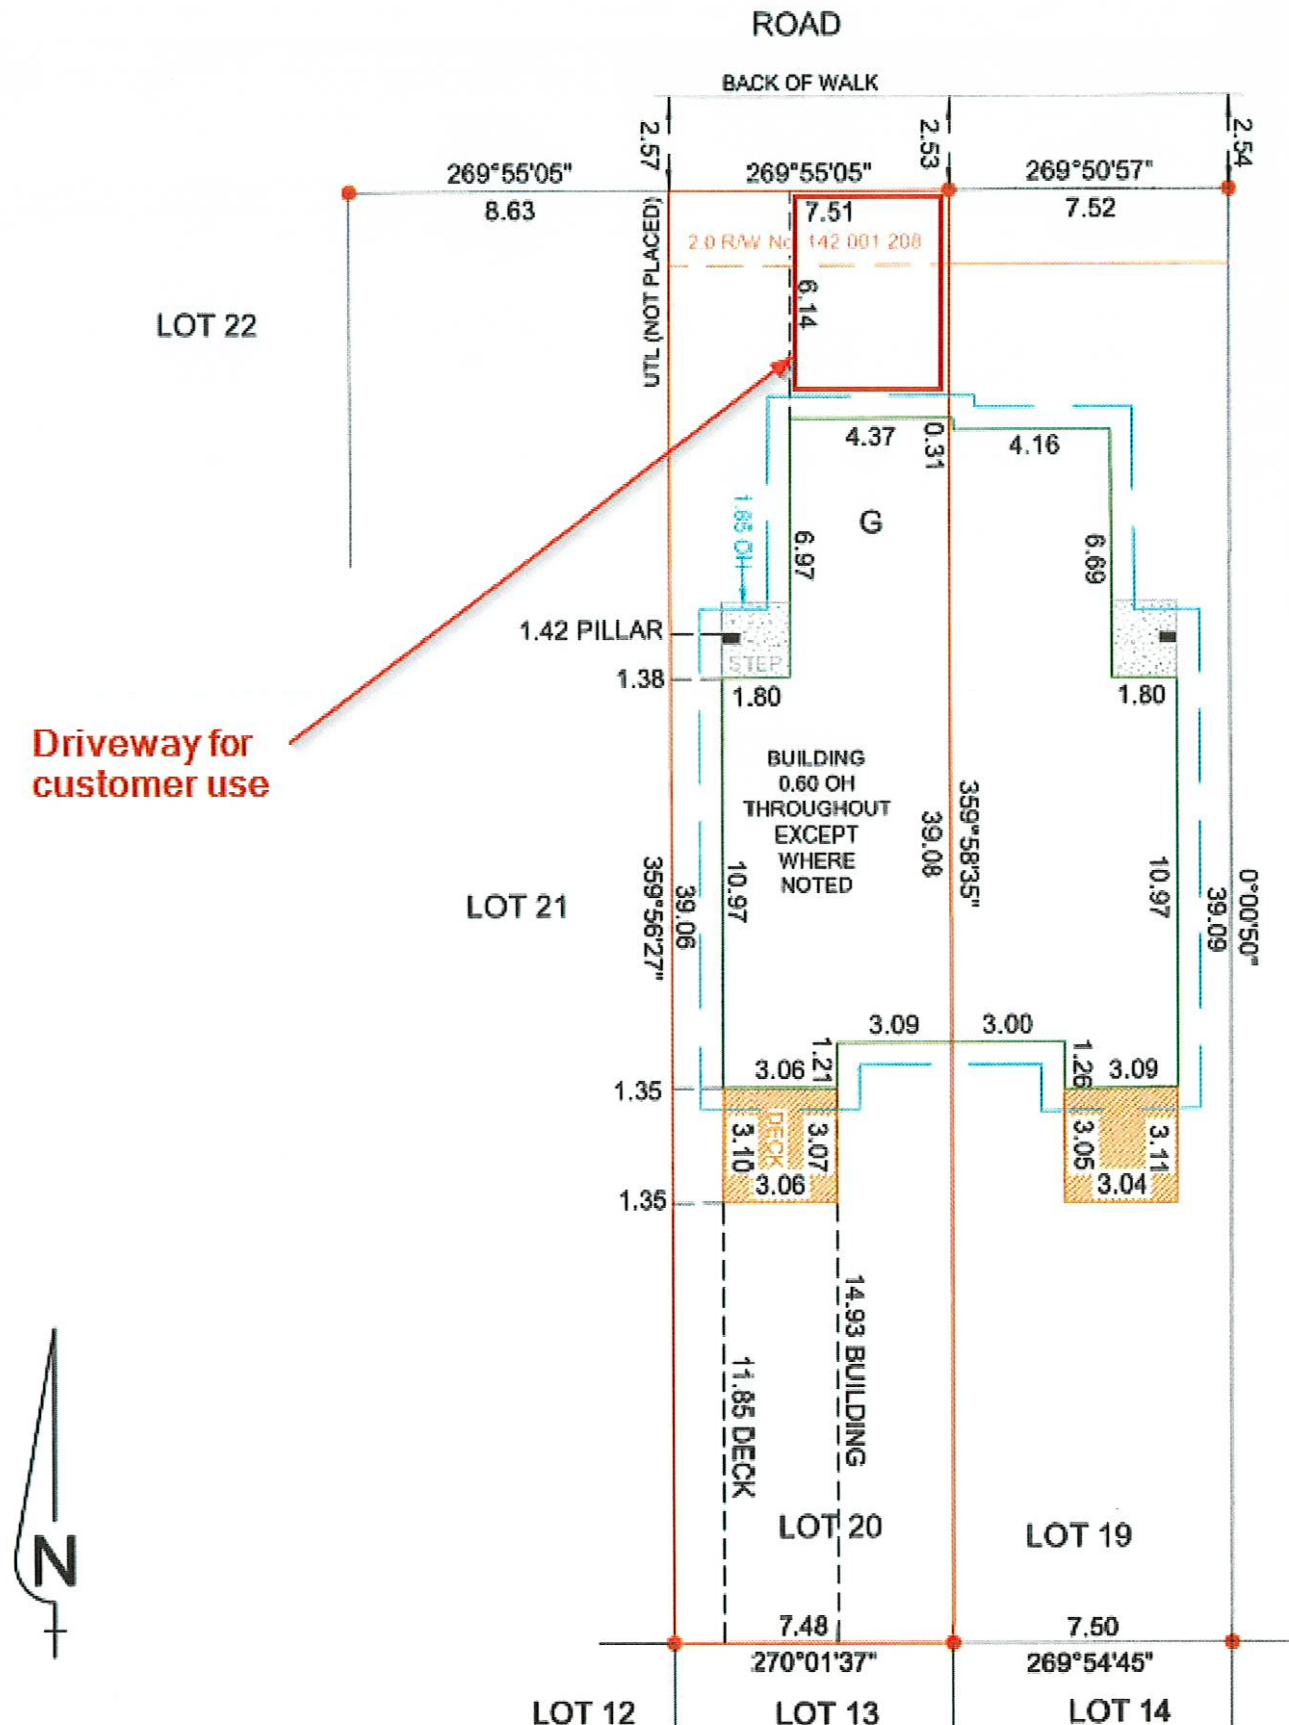 ROAD
BACK OF WALK
2.57
2.53
2.54
269°55'05"
269°55'05"
269°50'57"
8.63
7.51
7.52
UTL (NOT PLACED)
2.0 R/W No. 142 001 208
6.14
LOT 22
4.37
0.31
4.16
1.65 OH
G
6.97
6.69
1.42 PILLAR
STEP
1.38
1.80
1.80
Driveway for
customer use
BUILDING
0.60 OH
THROUGHOUT
EXCEPT
WHERE
NOTED
359°58'35"
39.08
LOT 21
359°56'27"
39.06
10.97
10.97
39.09
0°00'50"
3.09
3.00
3.06
1.21
1.26
3.09
1.35
3.10
DECK
3.07
3.05
3.11
3.06
3.04
1.35
11.85 DECK
14.93 BUILDING
LOT 20
LOT 19
N
7.48
7.50
270°01'37"
269°54'45"
LOT 12
LOT 13
LOT 14